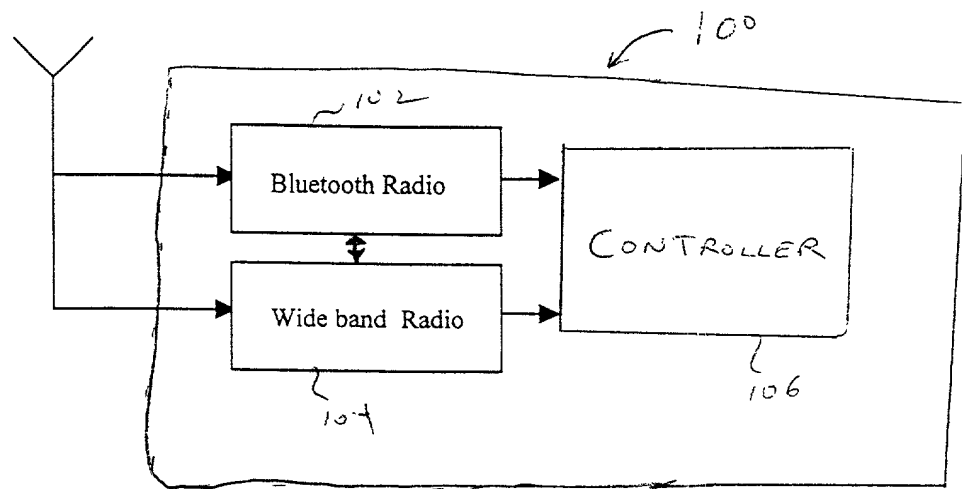 100
102
Bluetooth Radio
CONTROLLER
Wide band Radio
104
106